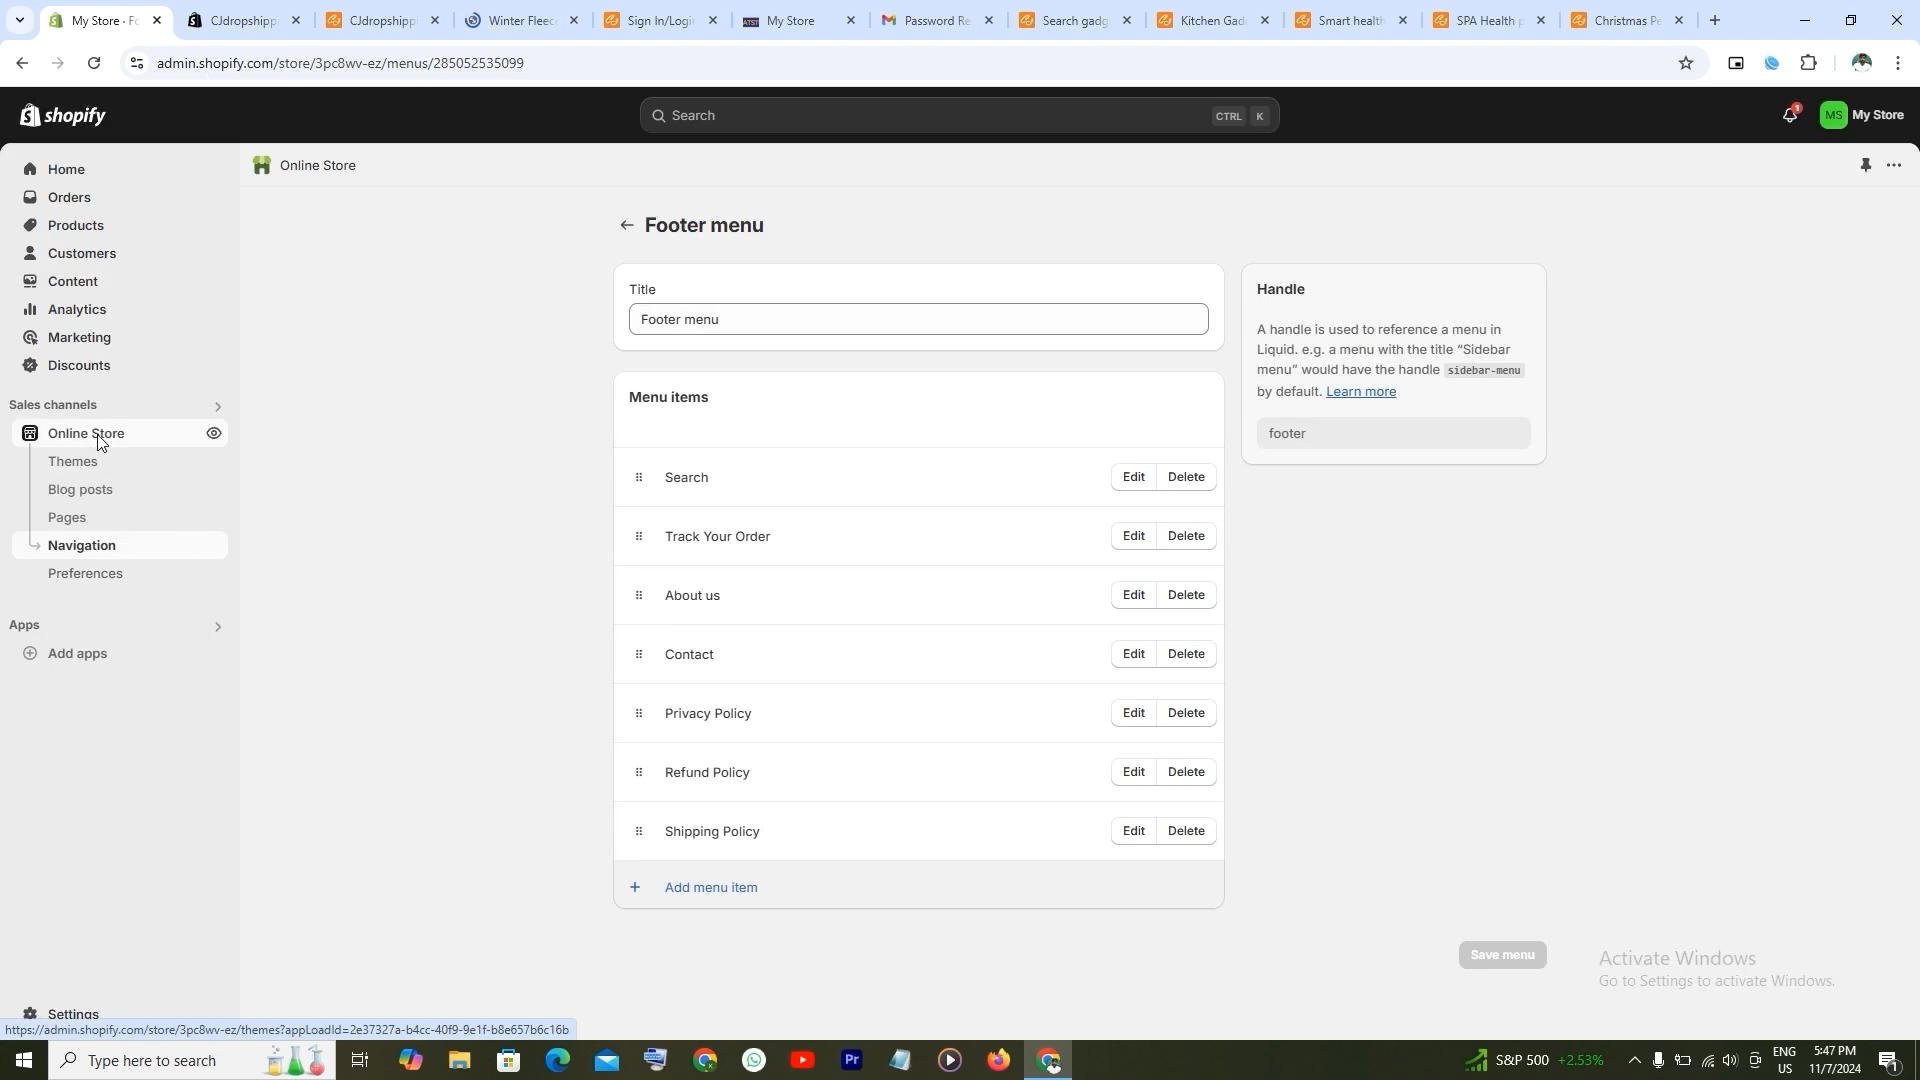 My Store · Fo
CJdropshipp
CJdropshipp
Winter Fleec
Sign In/Login
ATST
My Store
Password Re
Search gadg
Kitchen Gad
Smart health
SPA Health p
Christmas Pe
admin.shopify.com/store/3pc8wv-ez/menus/285052535099
shopify
Search
CTRL K
1
MS
My Store
Home
Orders
Products
Customers
Content
Analytics
Marketing
Discounts
Sales channels
Online Store
Themes
Blog posts
Pages
Navigation
Preferences
Apps
Add apps
Settings
Online Store
Footer menu
Title
Footer menu
Menu items
Search Edit Delete
Track Your Order Edit Delete
About us Edit Delete
Contact Edit Delete
Privacy Policy Edit Delete
Refund Policy Edit Delete
Shipping Policy Edit Delete
+ Add menu item
Handle
A handle is used to reference a menu in
Liquid. e.g. a menu with the title “Sidebar
menu” would have the handle sidebar-menu
by default. Learn more
footer
Save menu
Activate Windows
Go to Settings to activate Windows.
https://admin.shopify.com/store/3pc8wv-ez/themes?appLoadId=2e37327a-b4cc-40f9-9e1f-b8e657b6c16b
Type here to search
Pr
S&P 500 +2.53%
ENG
US
5:47 PM
11/7/2024
1